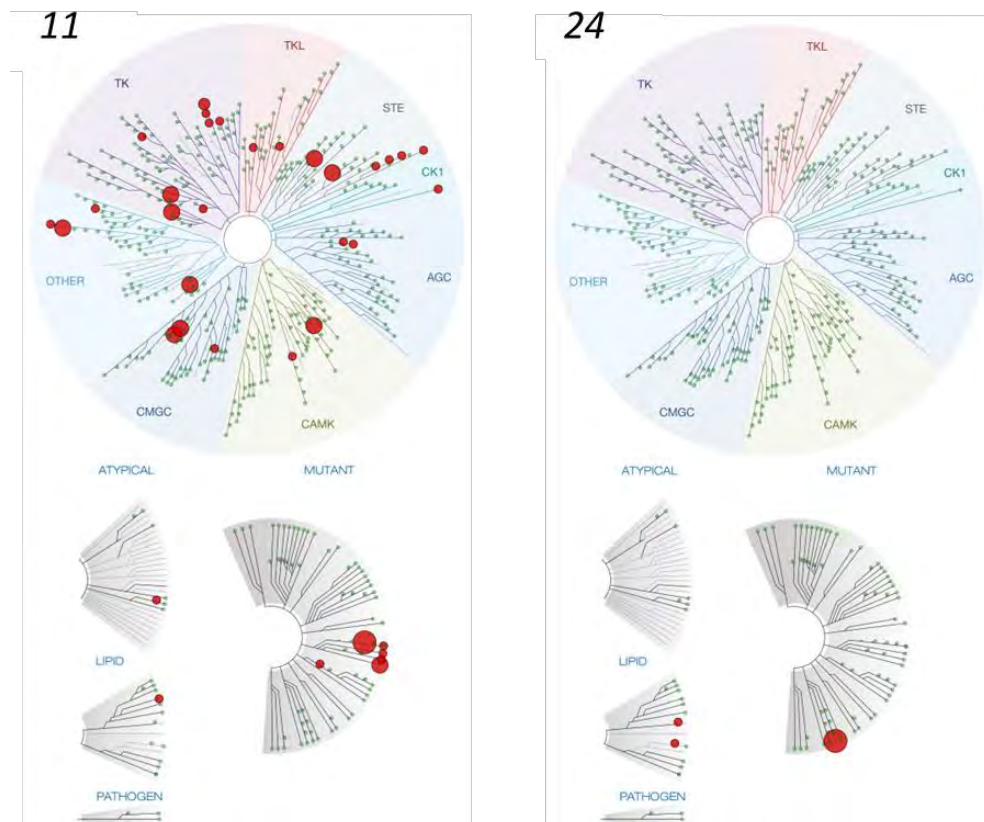 11
TKL
TK
STE
CK1
OTHER
AGC
CMGC
CAMK
ATYPICAL
MUTANT
LIPID
PATHOGEN
24
TKL
TK
STE
CK1
OTHER
AGC
CMGC
CAMK
ATYPICAL
MUTANT
LIPID
PATHOGEN